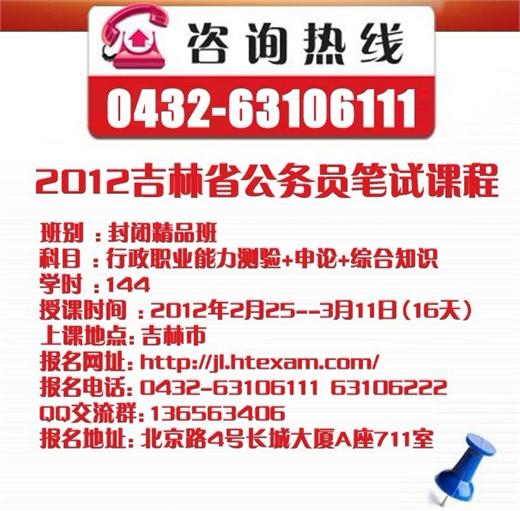 咨询热线
0432-63106111
2012吉林省公务员笔试课程
班别 :封闭精品班
科目 :行政职业能力测验+申论+综合知识
学时 :144
授课时间 :2012年2月25--3月11日(16天)
上课地点:吉林市
报名网址:http://jl.htexam.com/
报名电话:0432-63106111 63106222
QQ交流群:136563406
报名地址:北京路4号长城大厦A座711室